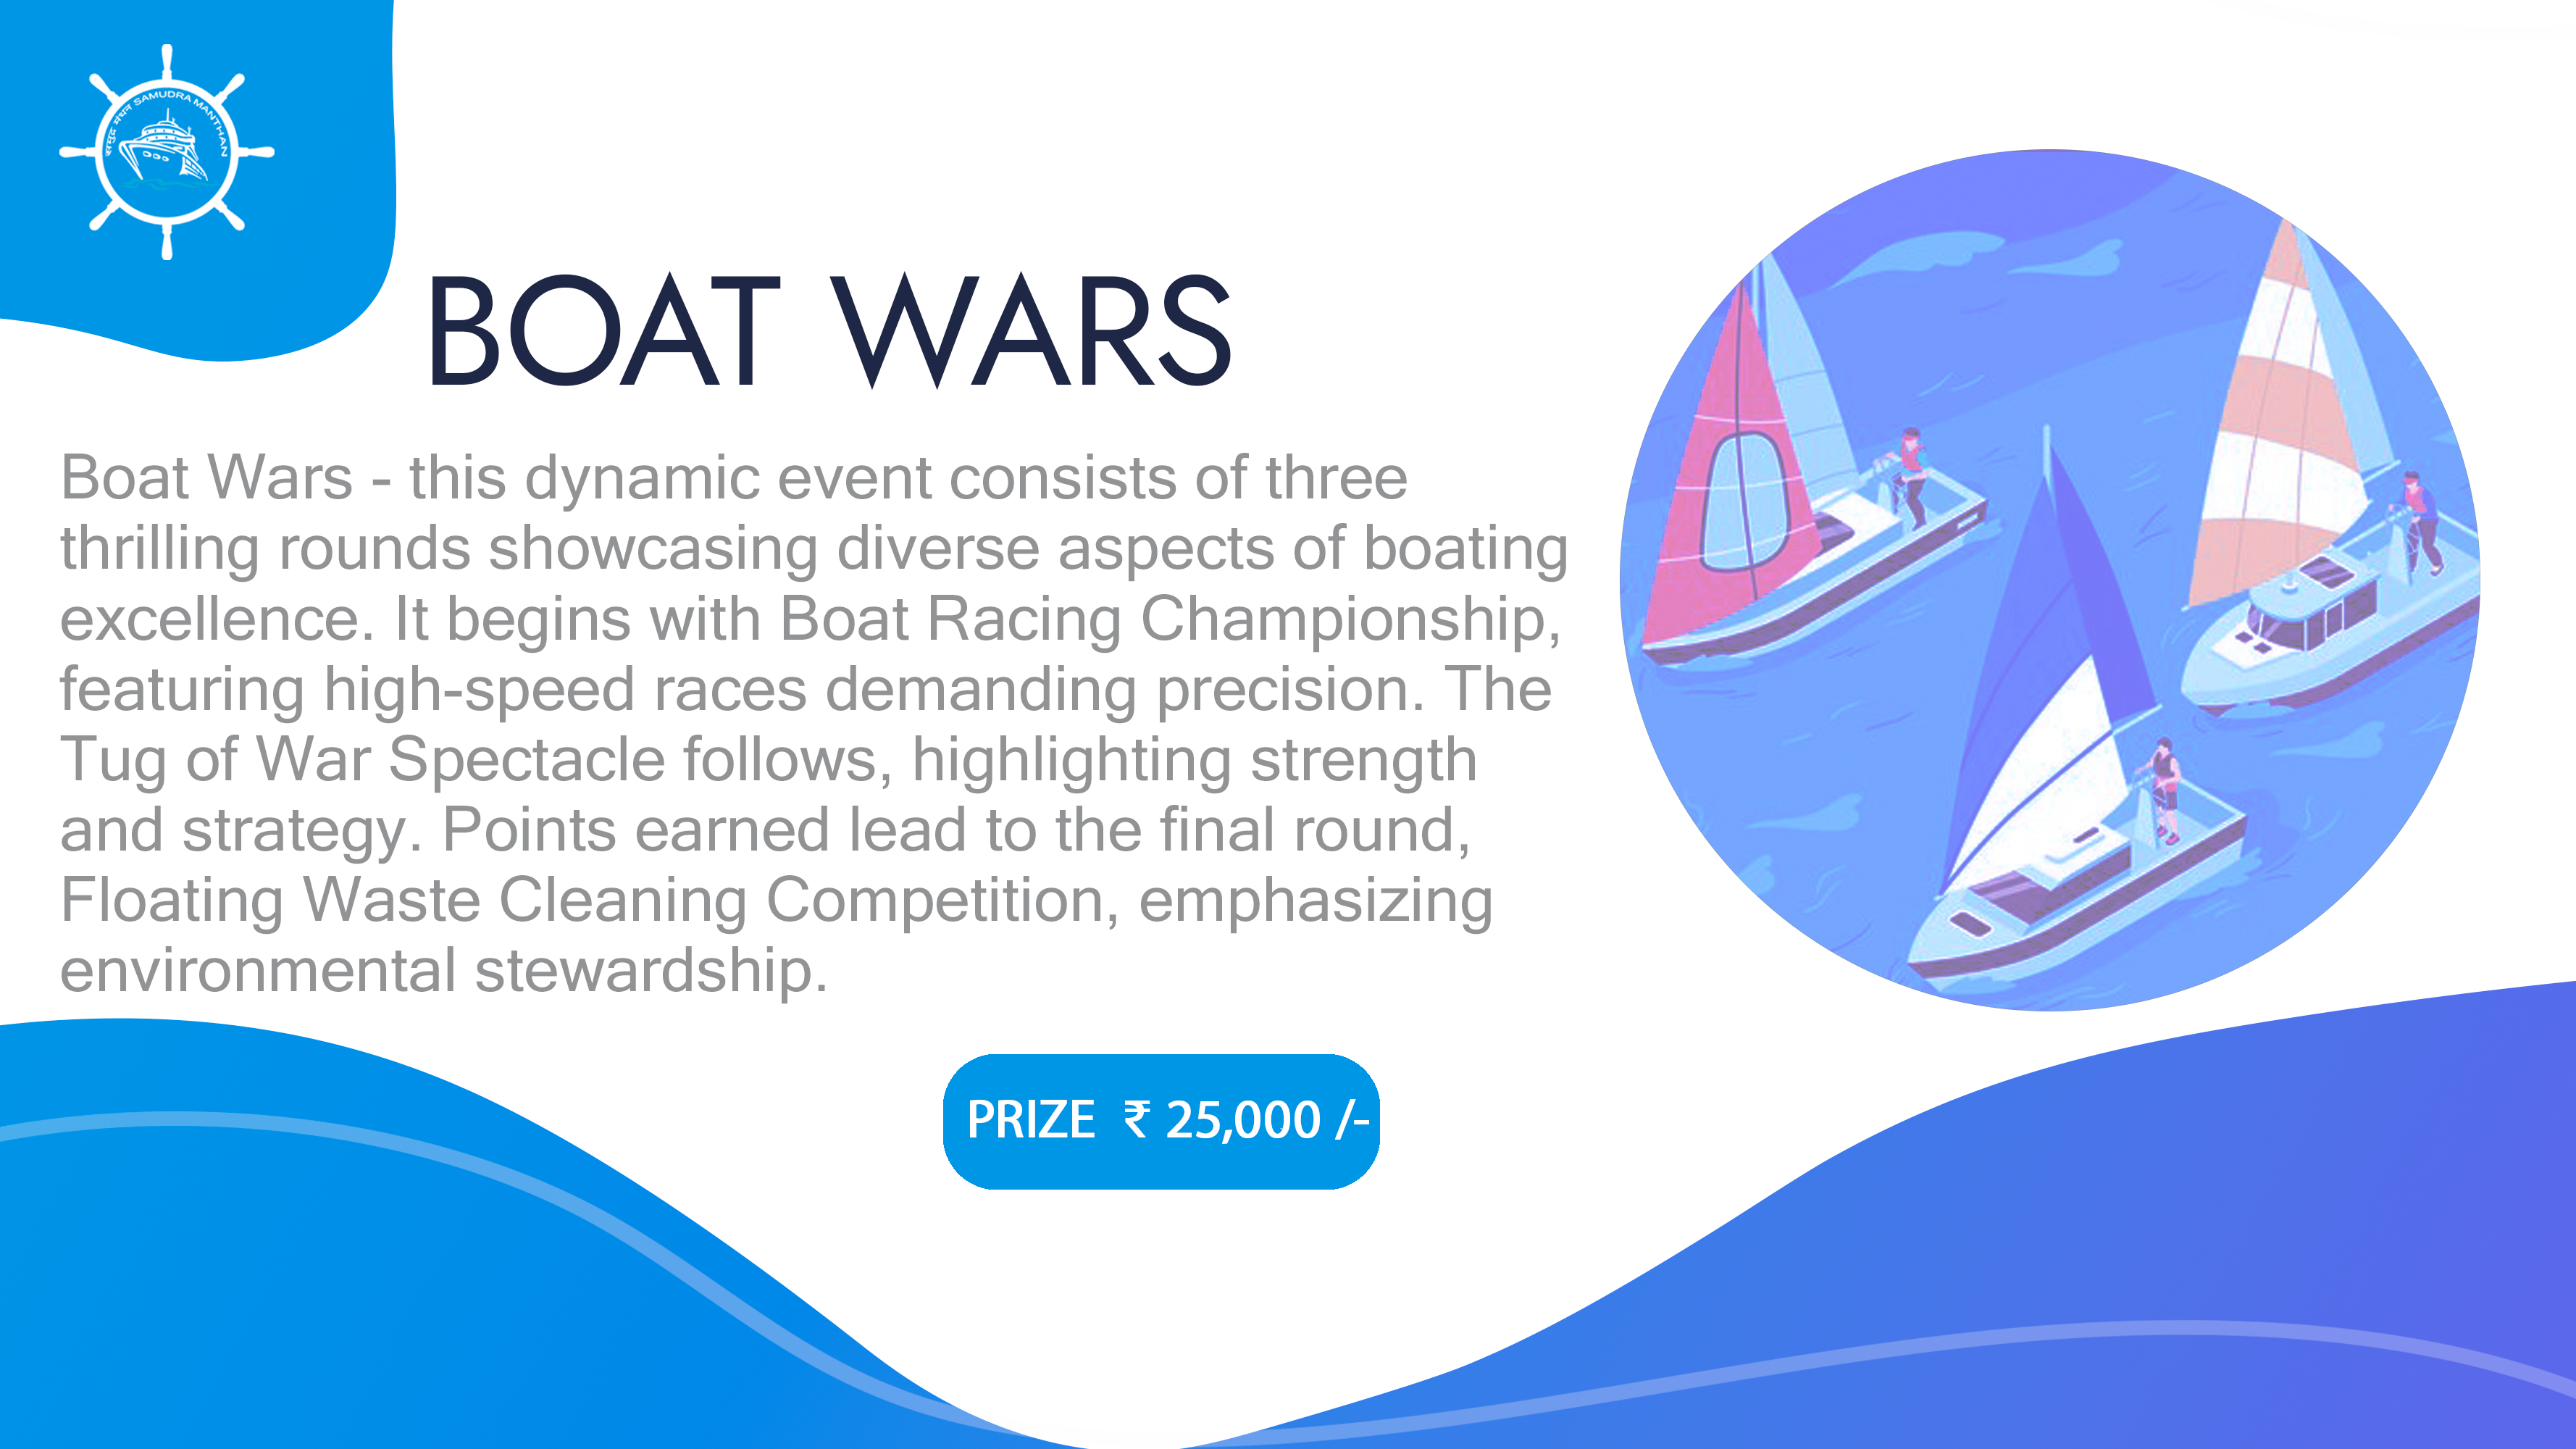 समुद्र मंथन SAMUDRA MANTHAN
BOAT WARS
Boat Wars - this dynamic event consists of three
thrilling rounds showcasing diverse aspects of boating
excellence. It begins with Boat Racing Championship,
featuring high-speed races demanding precision. The
Tug of War Spectacle follows, highlighting strength
and strategy. Points earned lead to the final round,
Floating Waste Cleaning Competition, emphasizing
environmental stewardship.
PRIZE ₹ 25,000 /-